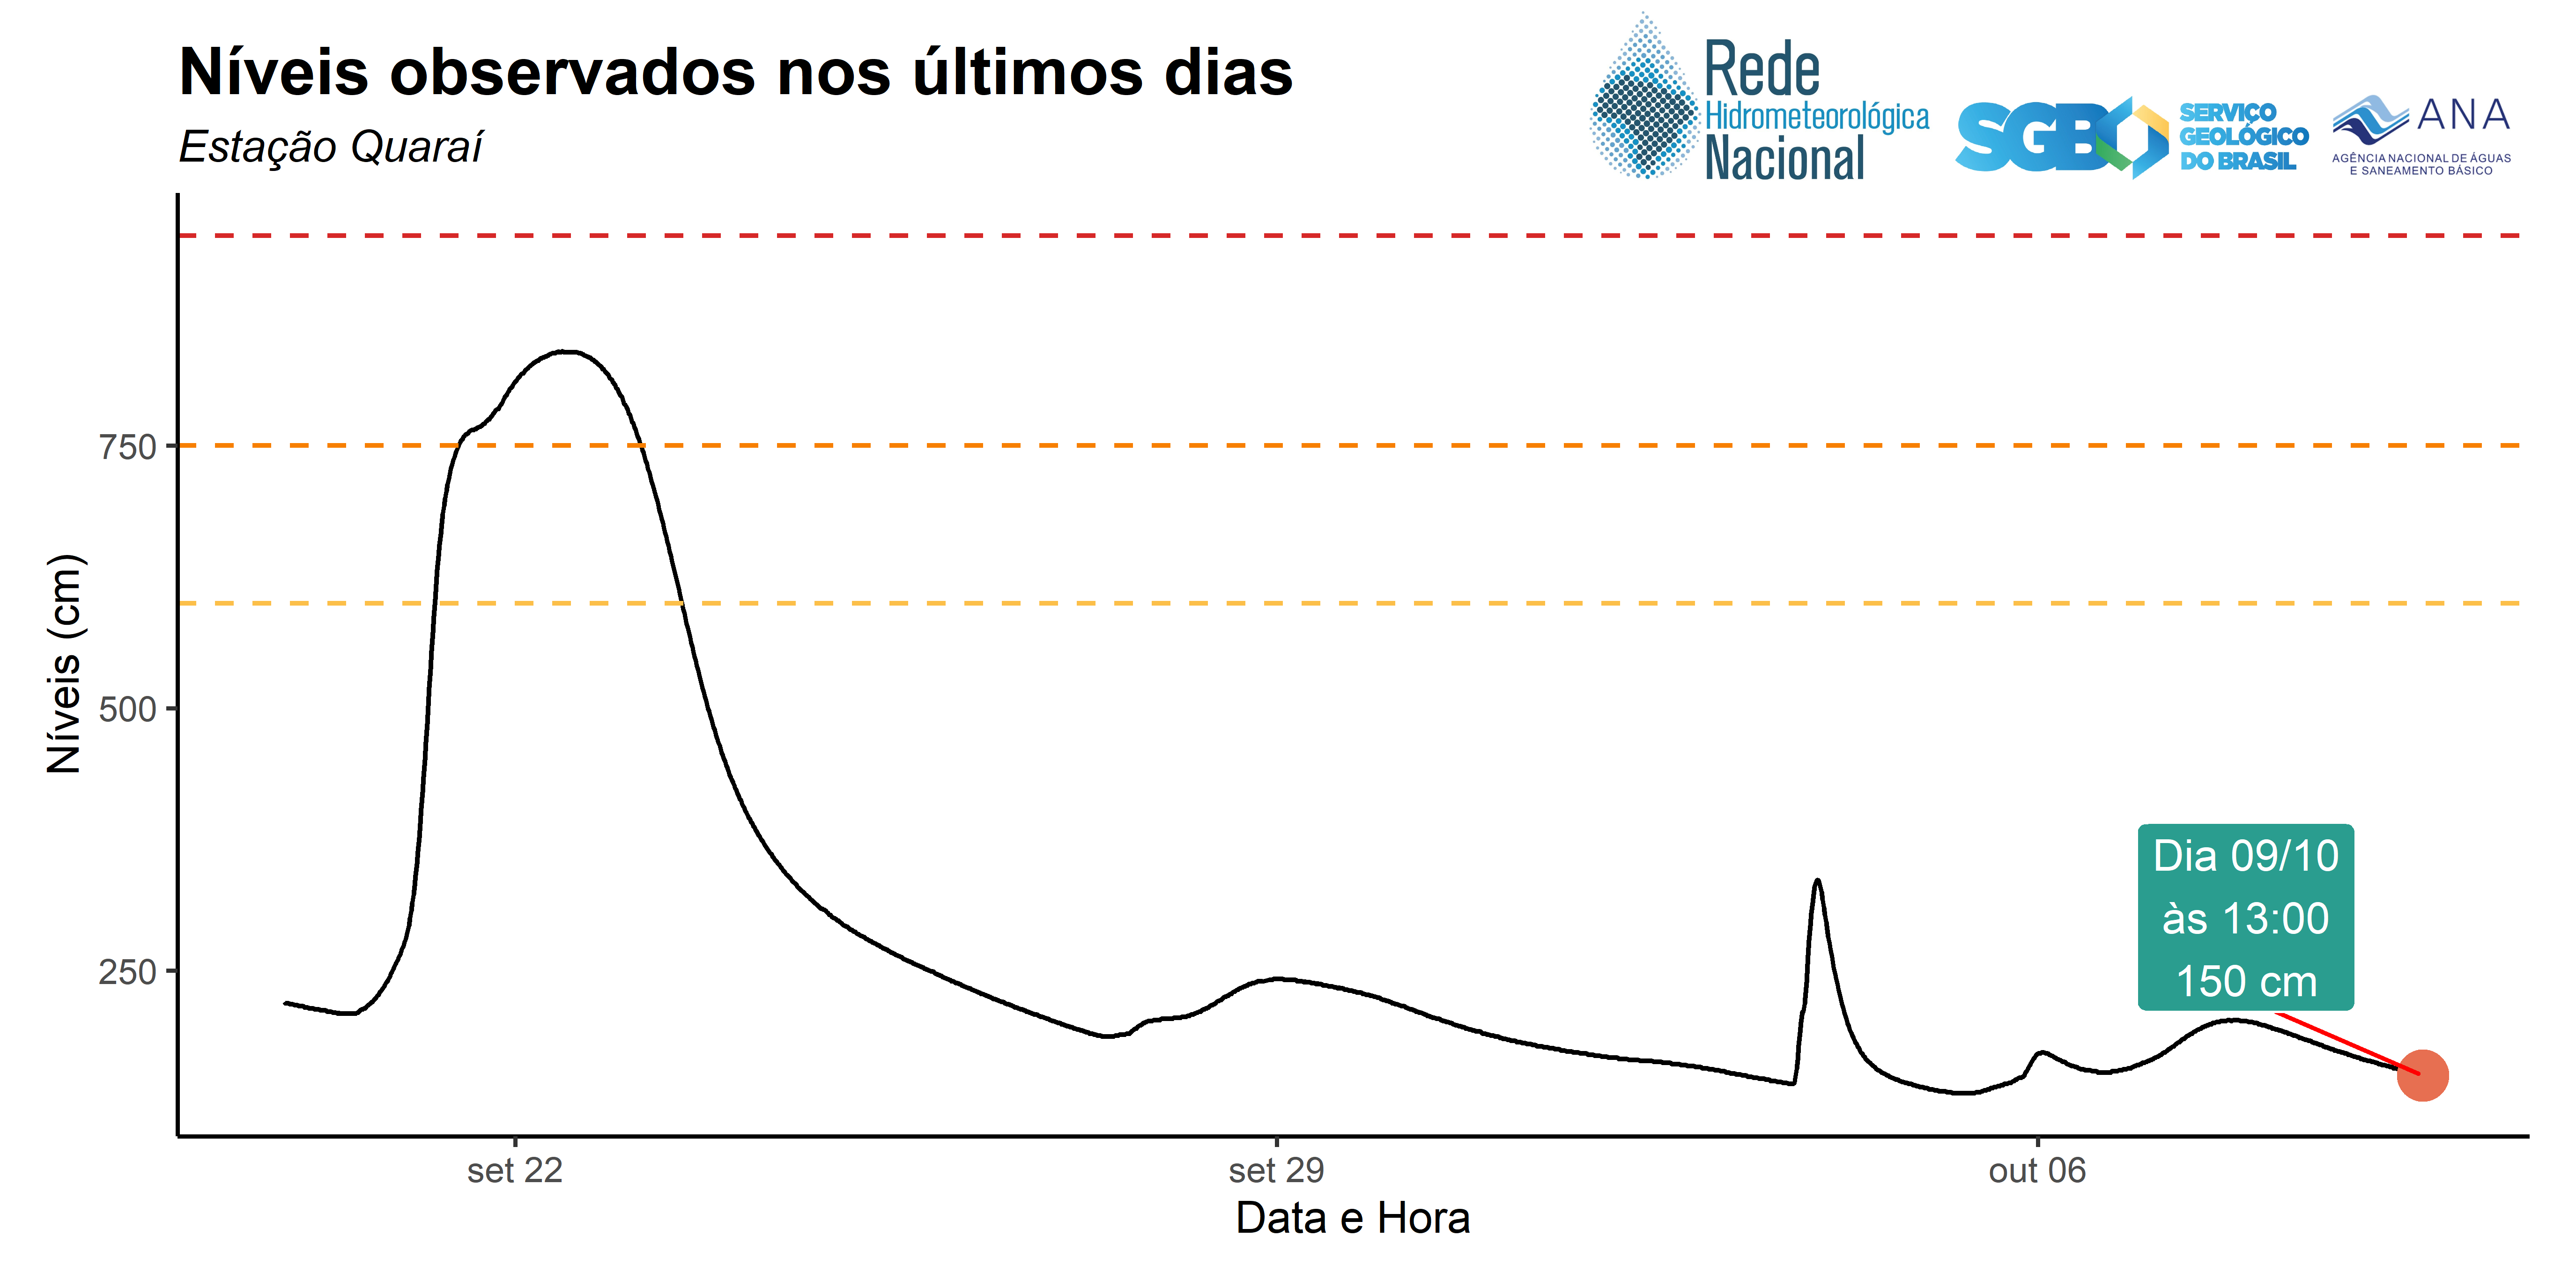 Níveis observados nos últimos dias
Estação Quaraí
Rede
Hidrometeorológica
Nacional
SGB
SERVIÇO
GEOLÓGICO
DO BRASIL
ANA
AGÊNCIA NACIONAL DE ÁGUAS
E SANEAMENTO BÁSICO
Níveis (cm)
750
500
250
Dia 09/10
às 13:00
150 cm
set 22
set 29
out 06
Data e Hora